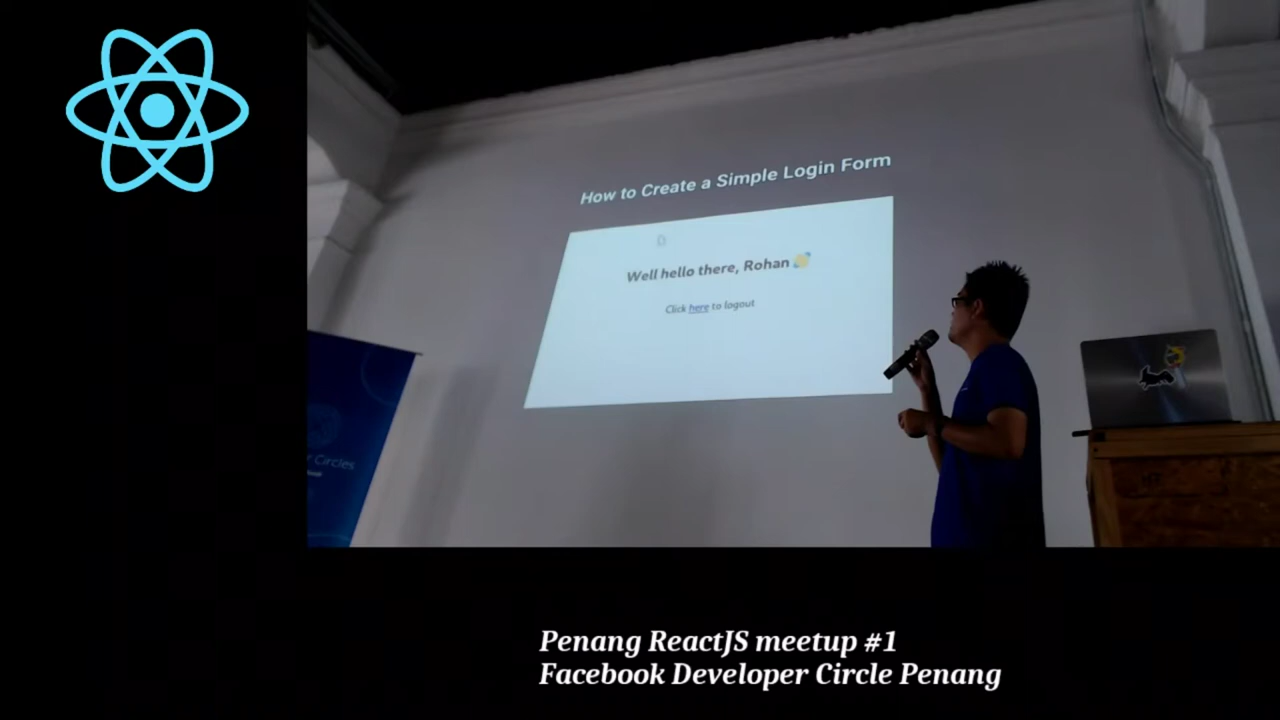 How to Create a Simple Login Form
Well hello there, Rohan 👋
Click here to logout
Circles
Penang ReactJS meetup #1
Facebook Developer Circle Penang